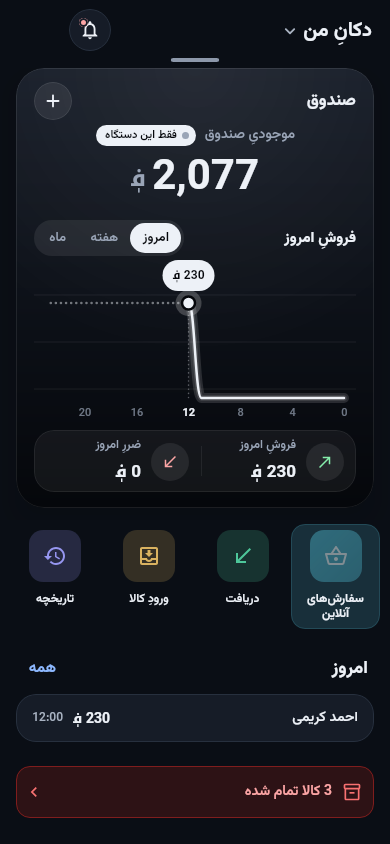 دکانِ من
صندوق
موجودیِ صندوق
فقط این دستگاه
2,077 ؋
فروشِ امروز
امروز
هفته
ماه
230 ؋
0
4
8
12
16
20
فروشِ امروز
230 ؋
ضررِ امروز
0 ؋
سفارش‌های
آنلاین
دریافت
ورودِ کالا
تاریخچه
امروز
همه
احمد کریمی
230 ؋
12:00
3 کالا تمام شده